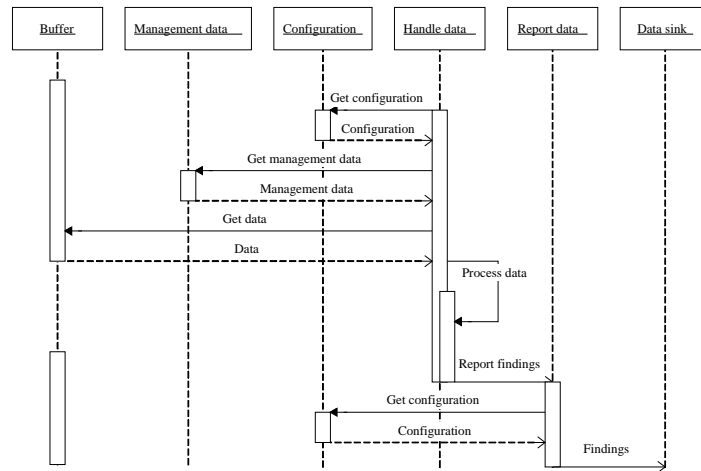 Buffer
Management data
Configuration
Handle data
Report data
Data sink
Get configuration
Configuration
Get management data
Management data
Get data
Data
Process data
Report findings
Get configuration
Configuration
Findings